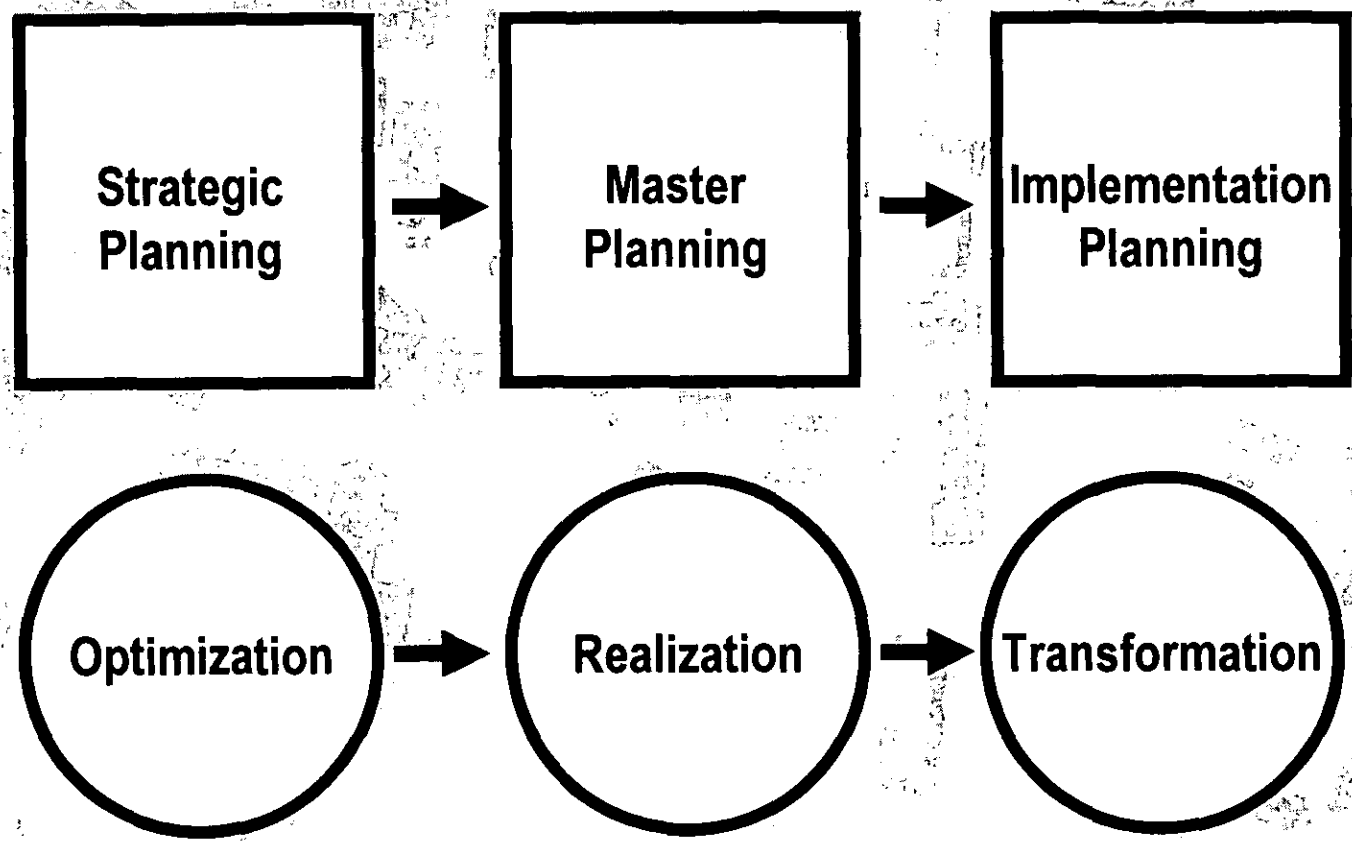 Strategic
Planning
Master
Planning
Implementation
Planning
Optimization
Realization
Transformation